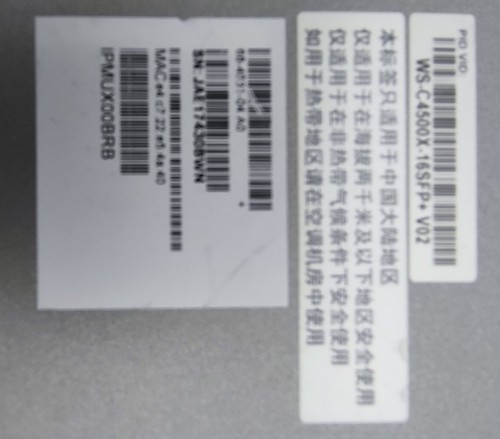 PID VID
WS-C4500X-16SFP+ V02
本标签只适用于中国大陆地区
仅适用于在海拔两千米及以下地区安全使用
仅适用于在非热带气候条件下安全使用
如用于热带地区请在空调机房中使用
68-4631-04 A0
SN: JAE17430BWN
MAC:e4 c7 22 e5 4a 40
IPMUX00BRB